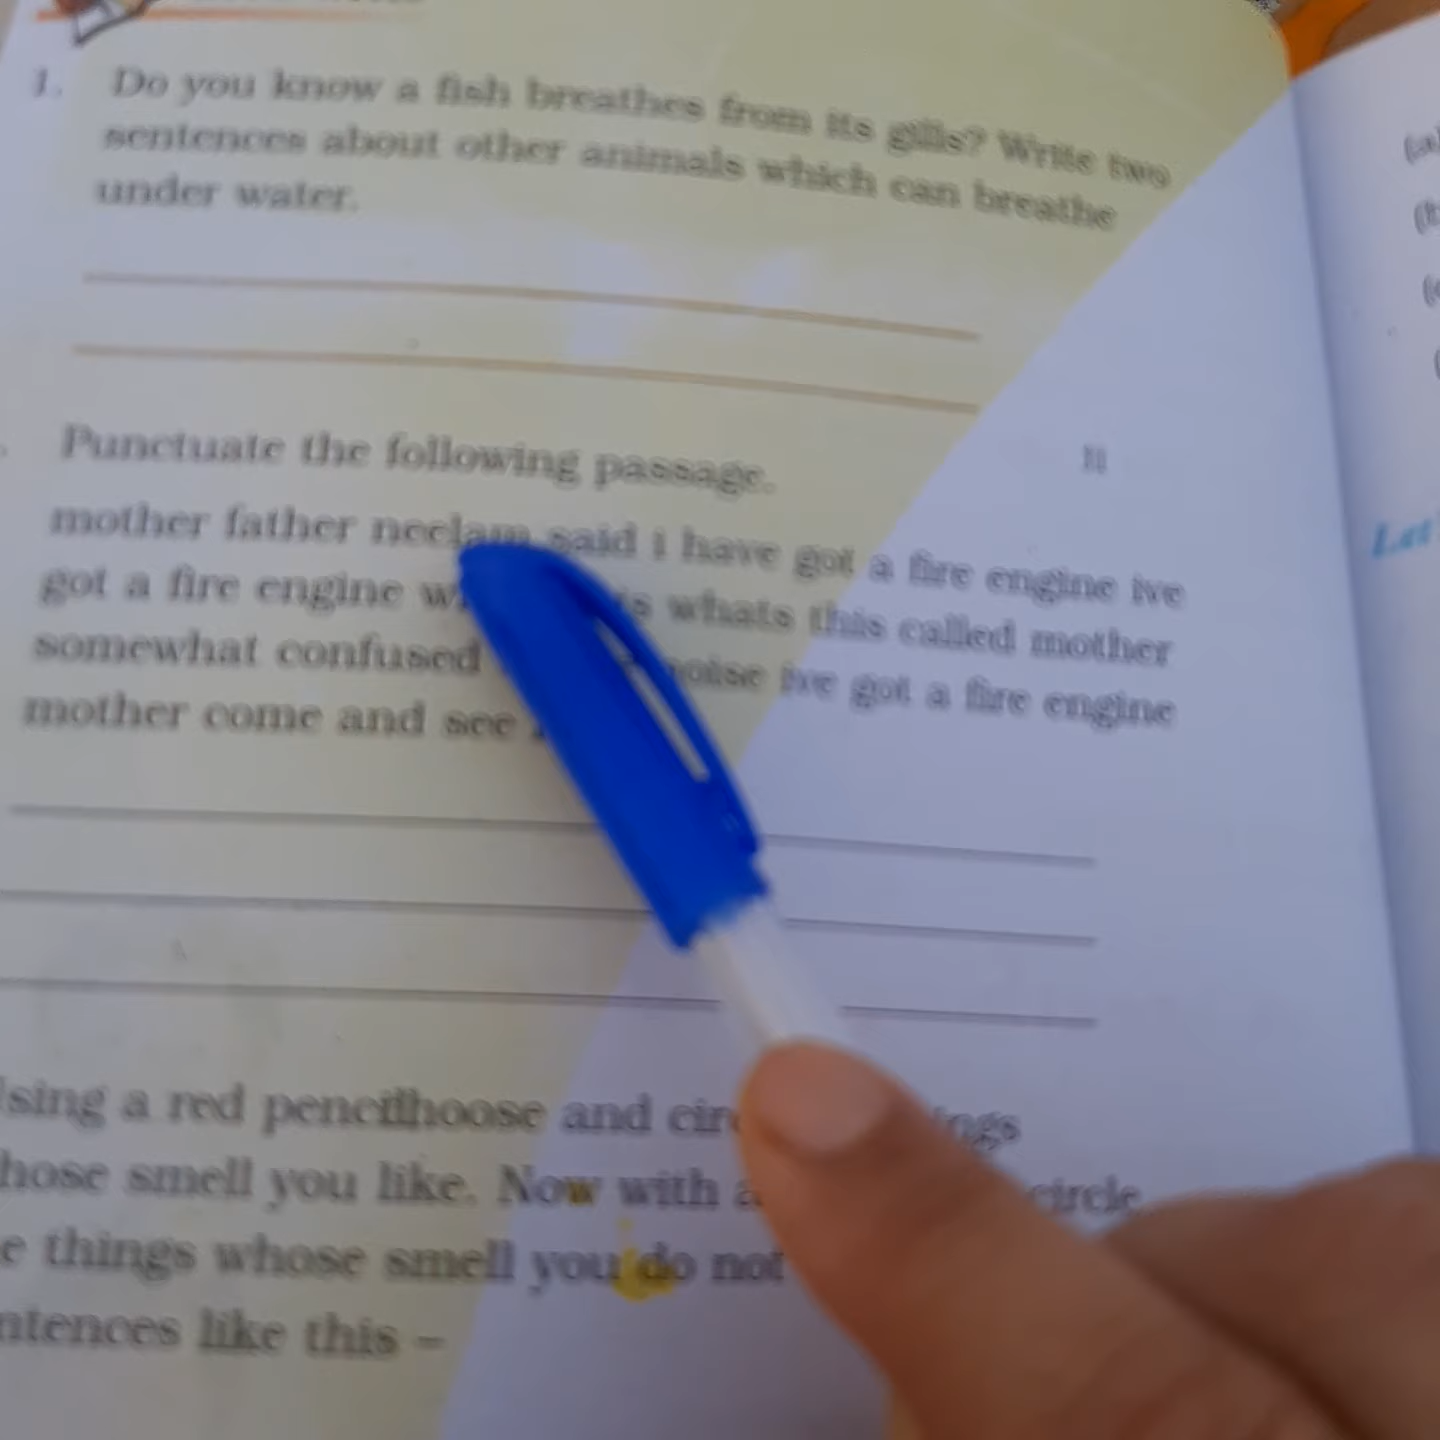 1. Do you know a fish breathes from its gills? Write two
sentences about other animals which can breathe
under water.
Punctuate the following passage.
mother father neelam said i have got a fire engine ive
got a fire engine whats this called mother
somewhat confused noise ive got a fire engine
mother come and see
11
sing a red pencil and
hose smell you like. Now with circle
e things whose smell you do not
ntences like this –